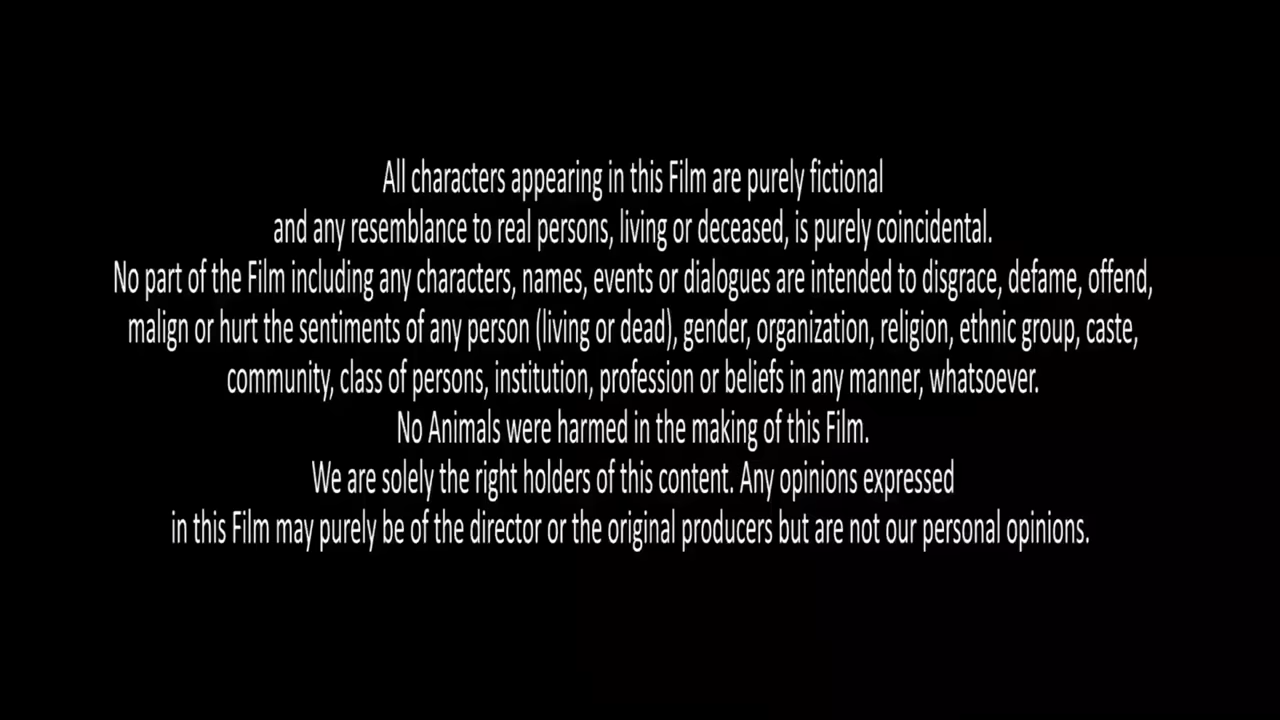 All characters appearing in this Film are purely fictional
and any resemblance to real persons, living or deceased, is purely coincidental.
No part of the Film including any characters, names, events or dialogues are intended to disgrace, defame, offend,
malign or hurt the sentiments of any person (living or dead), gender, organization, religion, ethnic group, caste,
community, class of persons, institution, profession or beliefs in any manner, whatsoever.
No Animals were harmed in the making of this Film.
We are solely the right holders of this content. Any opinions expressed
in this Film may purely be of the director or the original producers but are not our personal opinions.